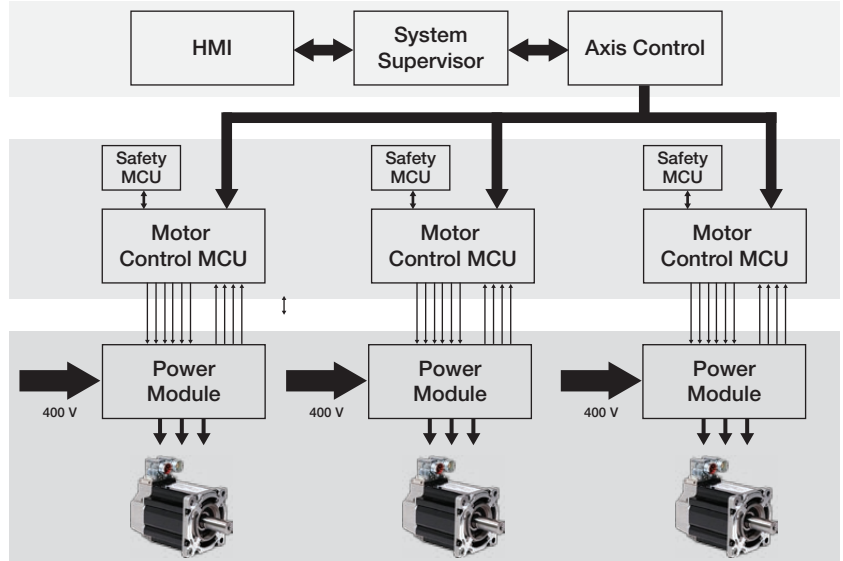 HMI
System
Supervisor
Axis Control
Safety
MCU
Safety
MCU
Safety
MCU
Motor
Control MCU
Motor
Control MCU
Motor
Control MCU
Power
Module
Power
Module
Power
Module
400 V
400 V
400 V